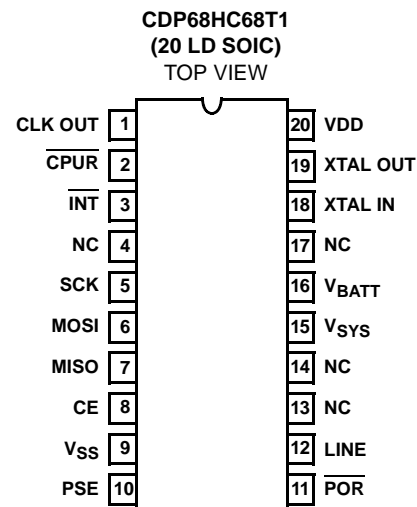 CDP68HC68T1
(20 LD SOIC)
TOP VIEW
CLK OUT 1 20 VDD
CPUR 2 19 XTAL OUT
INT 3 18 XTAL IN
NC 4 17 NC
SCK 5 16 VBATT
MOSI 6 15 VSYS
MISO 7 14 NC
CE 8 13 NC
VSS 9 12 LINE
PSE 10 11 POR